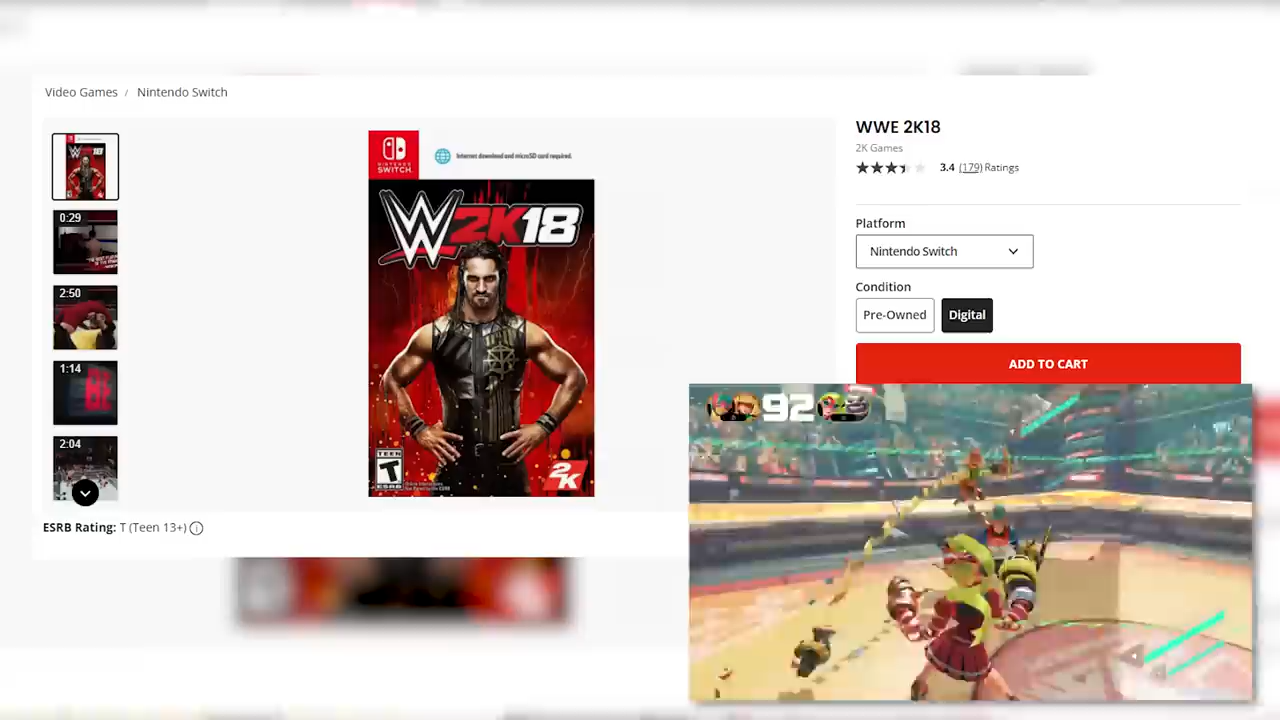 Video Games / Nintendo Switch
WWE 2K18
2K Games
3.4 (179) Ratings
Platform
Nintendo Switch
Condition
Pre-Owned
Digital
ADD TO CART
0:29
2:50
1:14
2:04
NINTENDO
SWITCH
Internet download and microSD card required.
W 2K18
TEEN
T
ESRB
2K
ESRB Rating: T (Teen 13+)
92